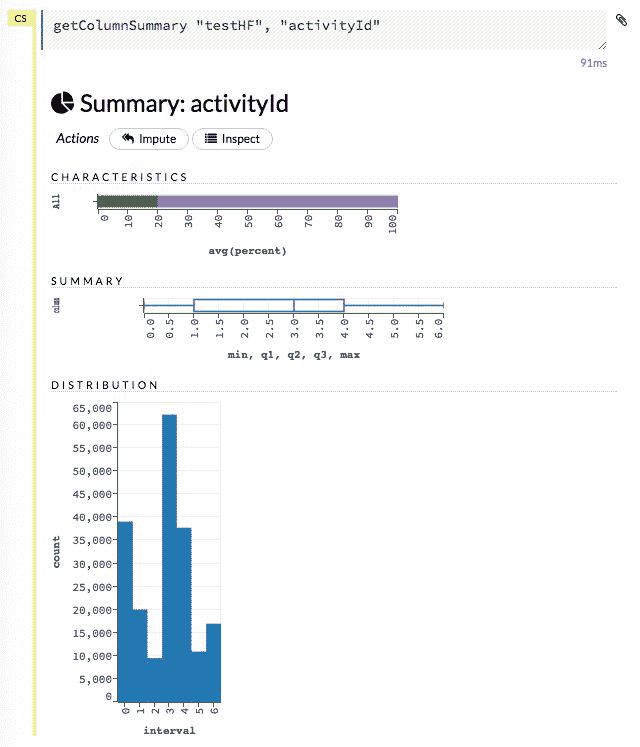 CS
getColumnSummary "testHF", "activityId"
91ms
Summary: activityId
Actions Impute Inspect
CHARACTERISTICS
All
0 10 20 30 40 50 60 70 80 90 100
avg(percent)
SUMMARY
0.0 0.5 1.0 1.5 2.0 2.5 3.0 3.5 4.0 4.5 5.0 5.5 6.0
min, q1, q2, q3, max
DISTRIBUTION
65,000
60,000
55,000
50,000
45,000
40,000
35,000
30,000
25,000
20,000
15,000
10,000
5,000
0
count
0 1 2 3 4 5 6
interval